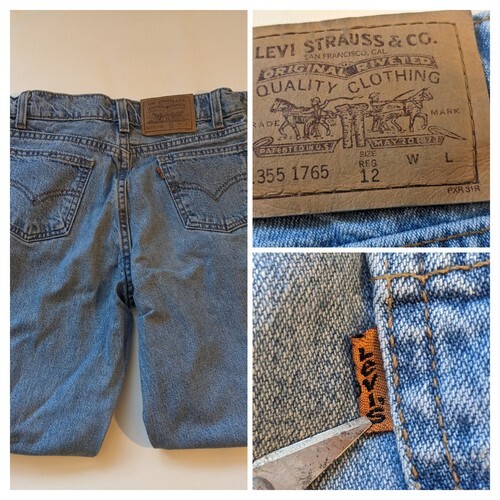 LEVI STRAUSS & CO.
SAN FRANCISCO, CAL
ORIGINAL RIVETED
QUALITY CLOTHING
TRADE MARK
PATENTED IN U.S. MAY 20 1873
SIZE
REG W L
355 1765 12
PXR 31R
LEVI'S